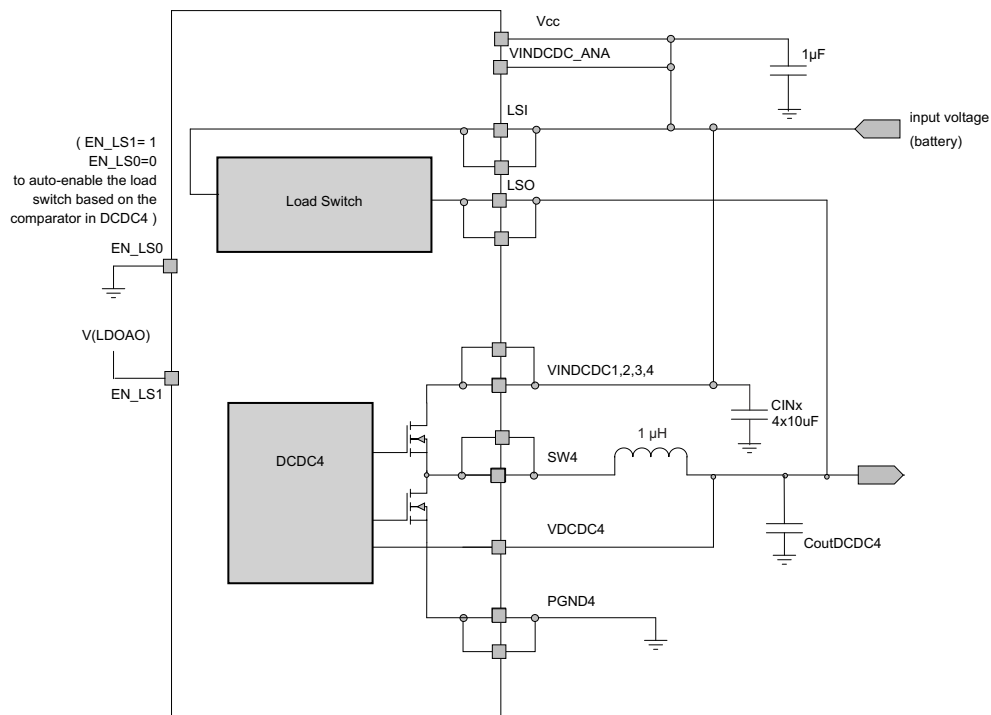 Vcc
VINDCDC_ANA
1µF
LSI
input voltage
(battery)
( EN_LS1= 1
EN_LS0=0
to auto-enable the load
switch based on the
comparator in DCDC4 )
Load Switch
LSO
EN_LS0
V(LDOAO)
EN_LS1
VINDCDC1,2,3,4
CINx
4x10uF
DCDC4
SW4
1 µH
VDCDC4
CoutDCDC4
PGND4